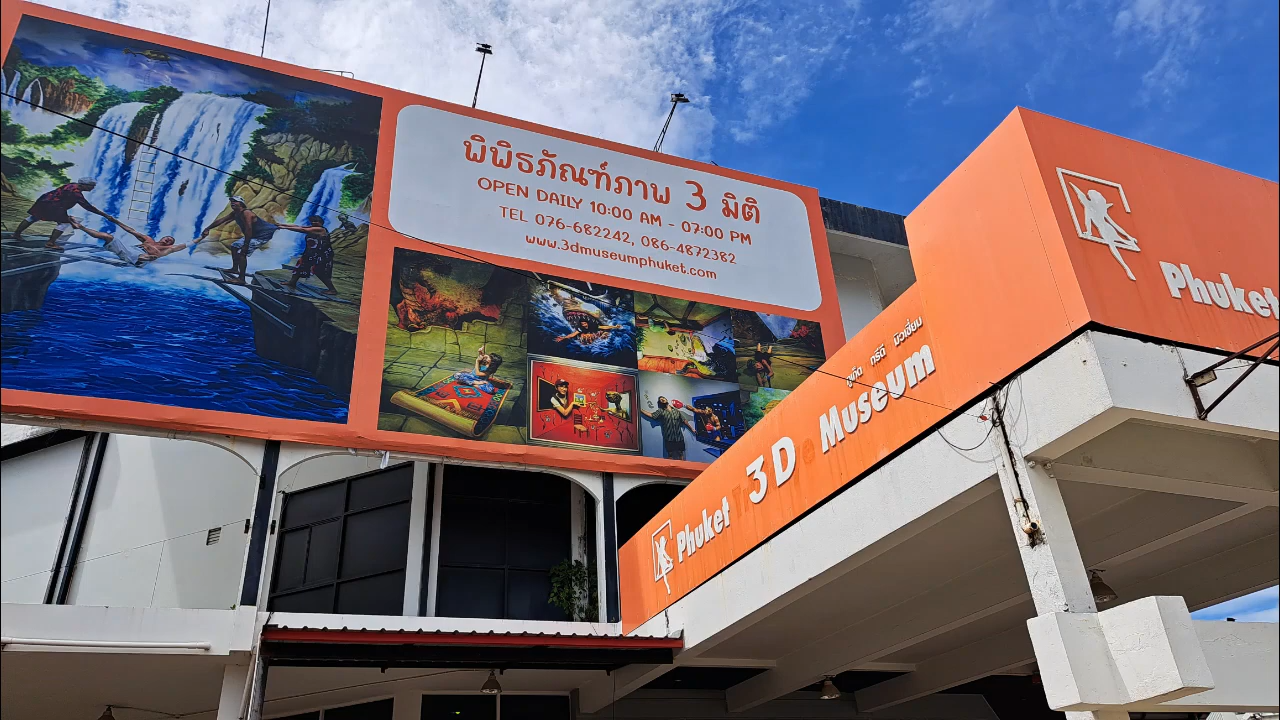 พิพิธภัณฑ์ภาพ 3 มิติ
OPEN DAILY 10:00 AM - 07:00 PM
TEL 076-682242, 086-4872382
www.3dmuseumphuket.com
Phuket
ภูเก็ต ทรีดี มิวเซี่ยม
Phuket 3D Museum